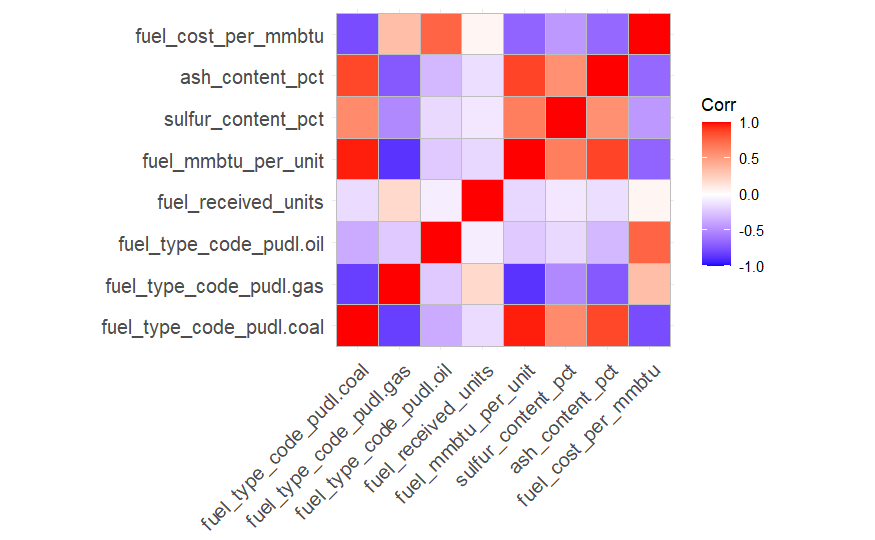 fuel_cost_per_mmbtu
ash_content_pct
sulfur_content_pct
fuel_mmbtu_per_unit
fuel_received_units
fuel_type_code_pudl.oil
fuel_type_code_pudl.gas
fuel_type_code_pudl.coal
fuel_type_code_pudl.coal
fuel_type_code_pudl.gas
fuel_type_code_pudl.oil
fuel_received_units
fuel_mmbtu_per_unit
sulfur_content_pct
ash_content_pct
fuel_cost_per_mmbtu
Corr
1.0
0.5
0.0
-0.5
-1.0